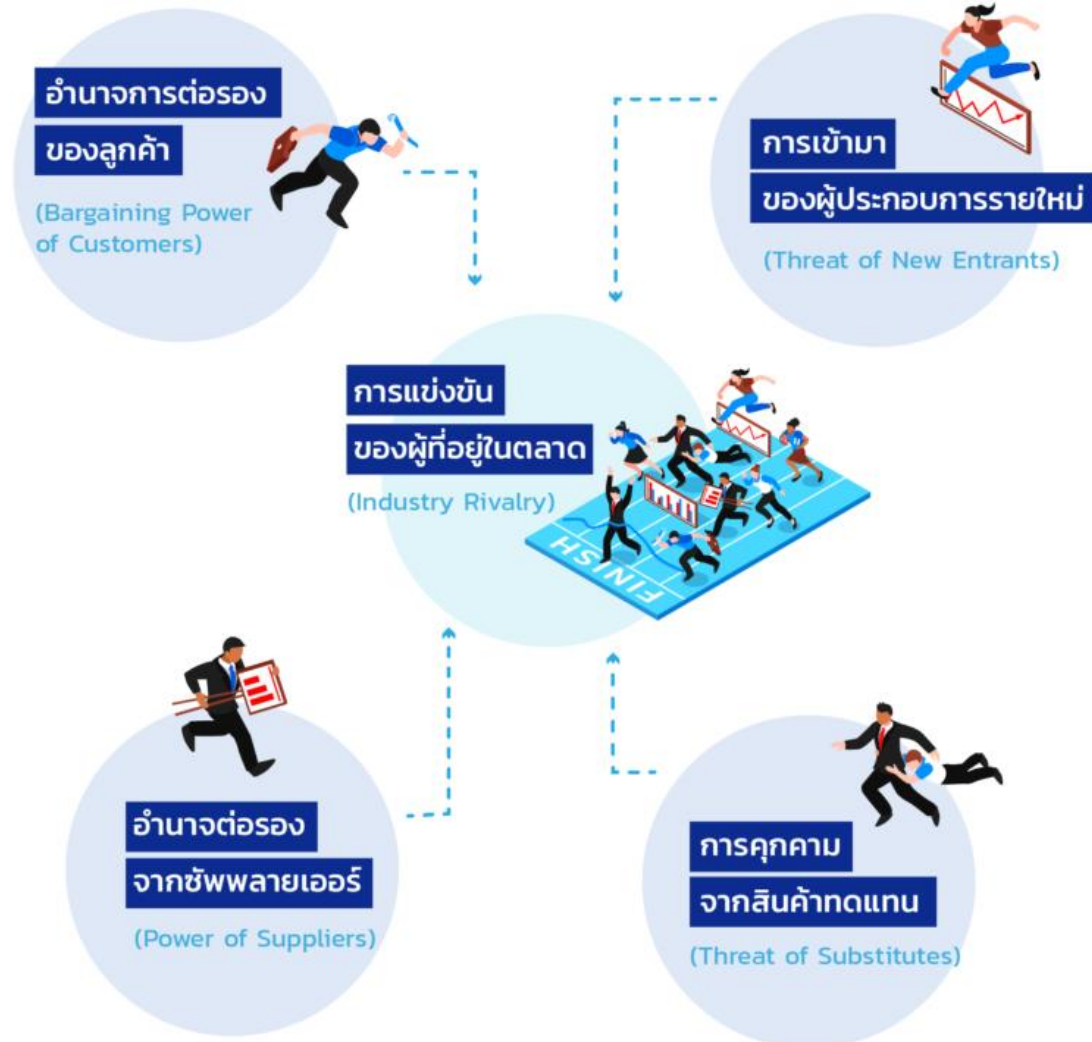 อำนาจการต่อรอง
ของลูกค้า
(Bargaining Power
of Customers)
การเข้ามา
ของผู้ประกอบการรายใหม่
(Threat of New Entrants)
การแข่งขัน
ของผู้ที่อยู่ในตลาด
(Industry Rivalry)
FINISH
อำนาจต่อรอง
จากซัพพลายเออร์
(Power of Suppliers)
การคุกคาม
จากสินค้าทดแทน
(Threat of Substitutes)